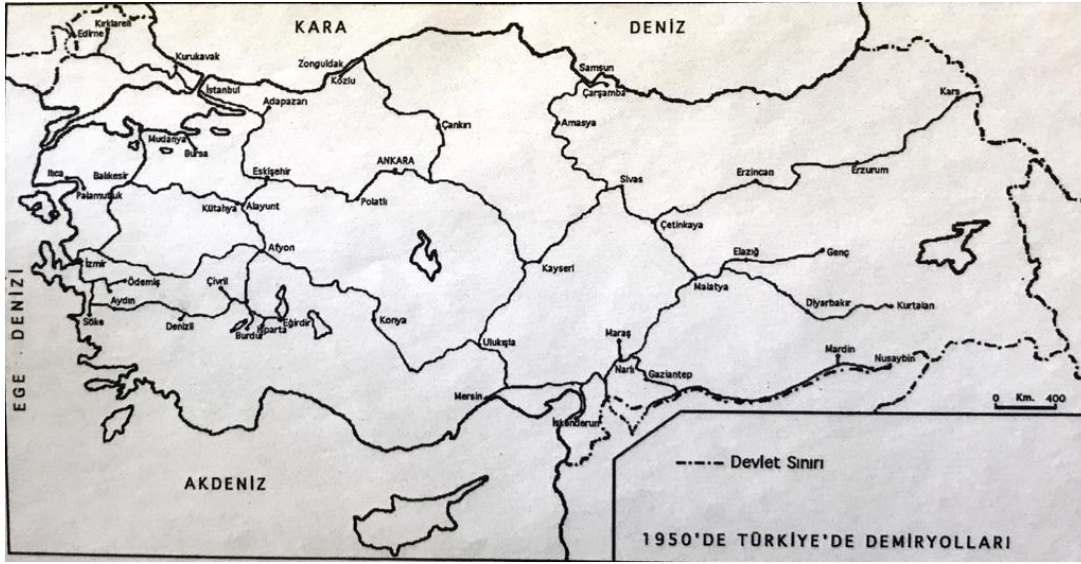 KARA DENİZ
Kırklareli
Edirne
Kurukavak
İstanbul
Zonguldak
Kozlu
Samsun
Çarşamba
Adapazarı
Kars
Amasya
Çankırı
Mudanya
Bursa
ANKARA
Erzincan
Erzurum
Ilıca
Balıkesir
Palamutluk
Eskişehir
Polatlı
Sivas
Kütahya
Alayunt
Çetinkaya
Afyon
Elazığ
Genç
İzmir
Kayseri
Malatya
Ödemiş
Çivril
Aydın
Diyarbakır
Kurtalan
Söke
Denizli
Burdur
Isparta
Eğirdir
Konya
Ulukışla
Maraş
Narlı
Gaziantep
Mardin
Nusaybin
Mersin
İskenderun
EGE DENİZİ
0 Km. 400
AKDENİZ
Devlet Sınırı
1950'DE TÜRKİYE'DE DEMİRYOLLARI